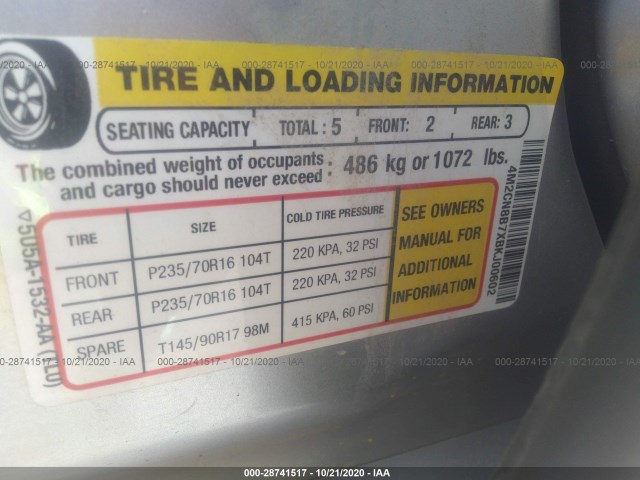 TIRE AND LOADING INFORMATION
SEATING CAPACITY TOTAL : 5 FRONT: 2 REAR: 3
The combined weight of occupants and cargo should never exceed : 486 kg or 1072 lbs.
TIRE SIZE COLD TIRE PRESSURE
FRONT P235/70R16 104T 220 KPA, 32 PSI
REAR P235/70R16 104T 220 KPA, 32 PSI
SPARE T145/90R17 98M 415 KPA, 60 PSI
SEE OWNERS
MANUAL FOR
ADDITIONAL
INFORMATION
4M2CN8B7XBKJ00602
5U5A-1532-AA (TL0)
000-28741517 - 10/21/2020 - IAA